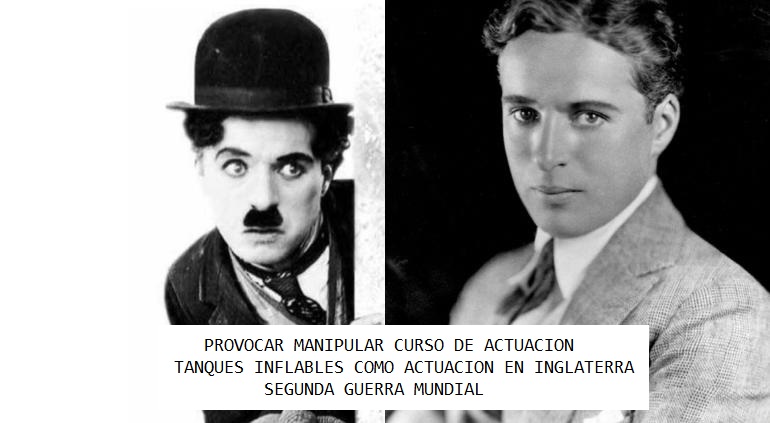 PROVOCAR MANIPULAR CURSO DE ACTUACION
TANQUES INFLABLES COMO ACTUACION EN INGLATERRA
SEGUNDA GUERRA MUNDIAL